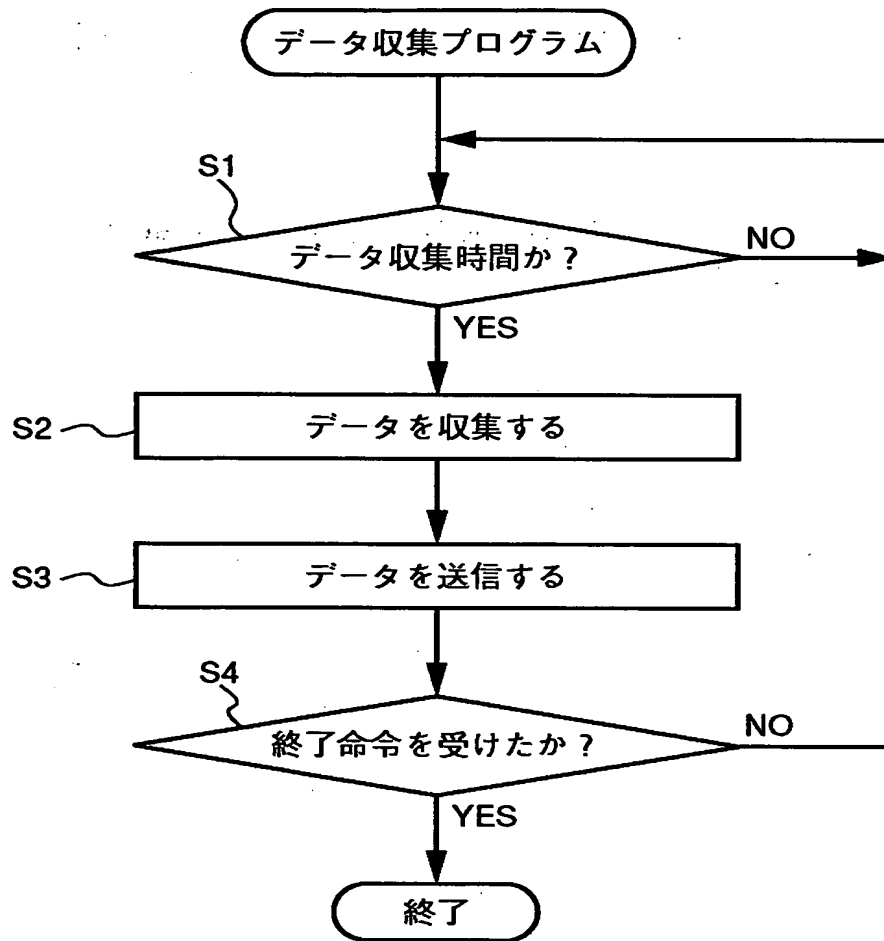 データ収集プログラム
S1
データ収集時間か?
NO
YES
S2
データを収集する
S3
データを送信する
S4
終了命令を受けたか?
NO
YES
終了